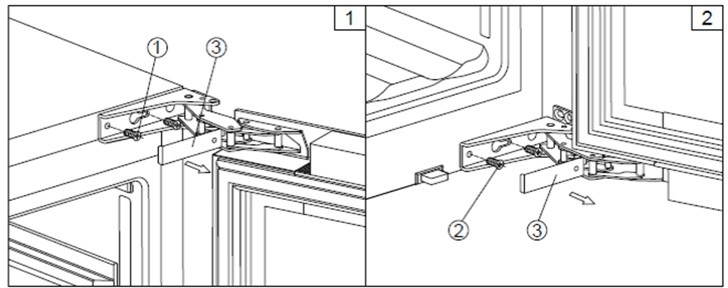 1
① ③
2
② ③